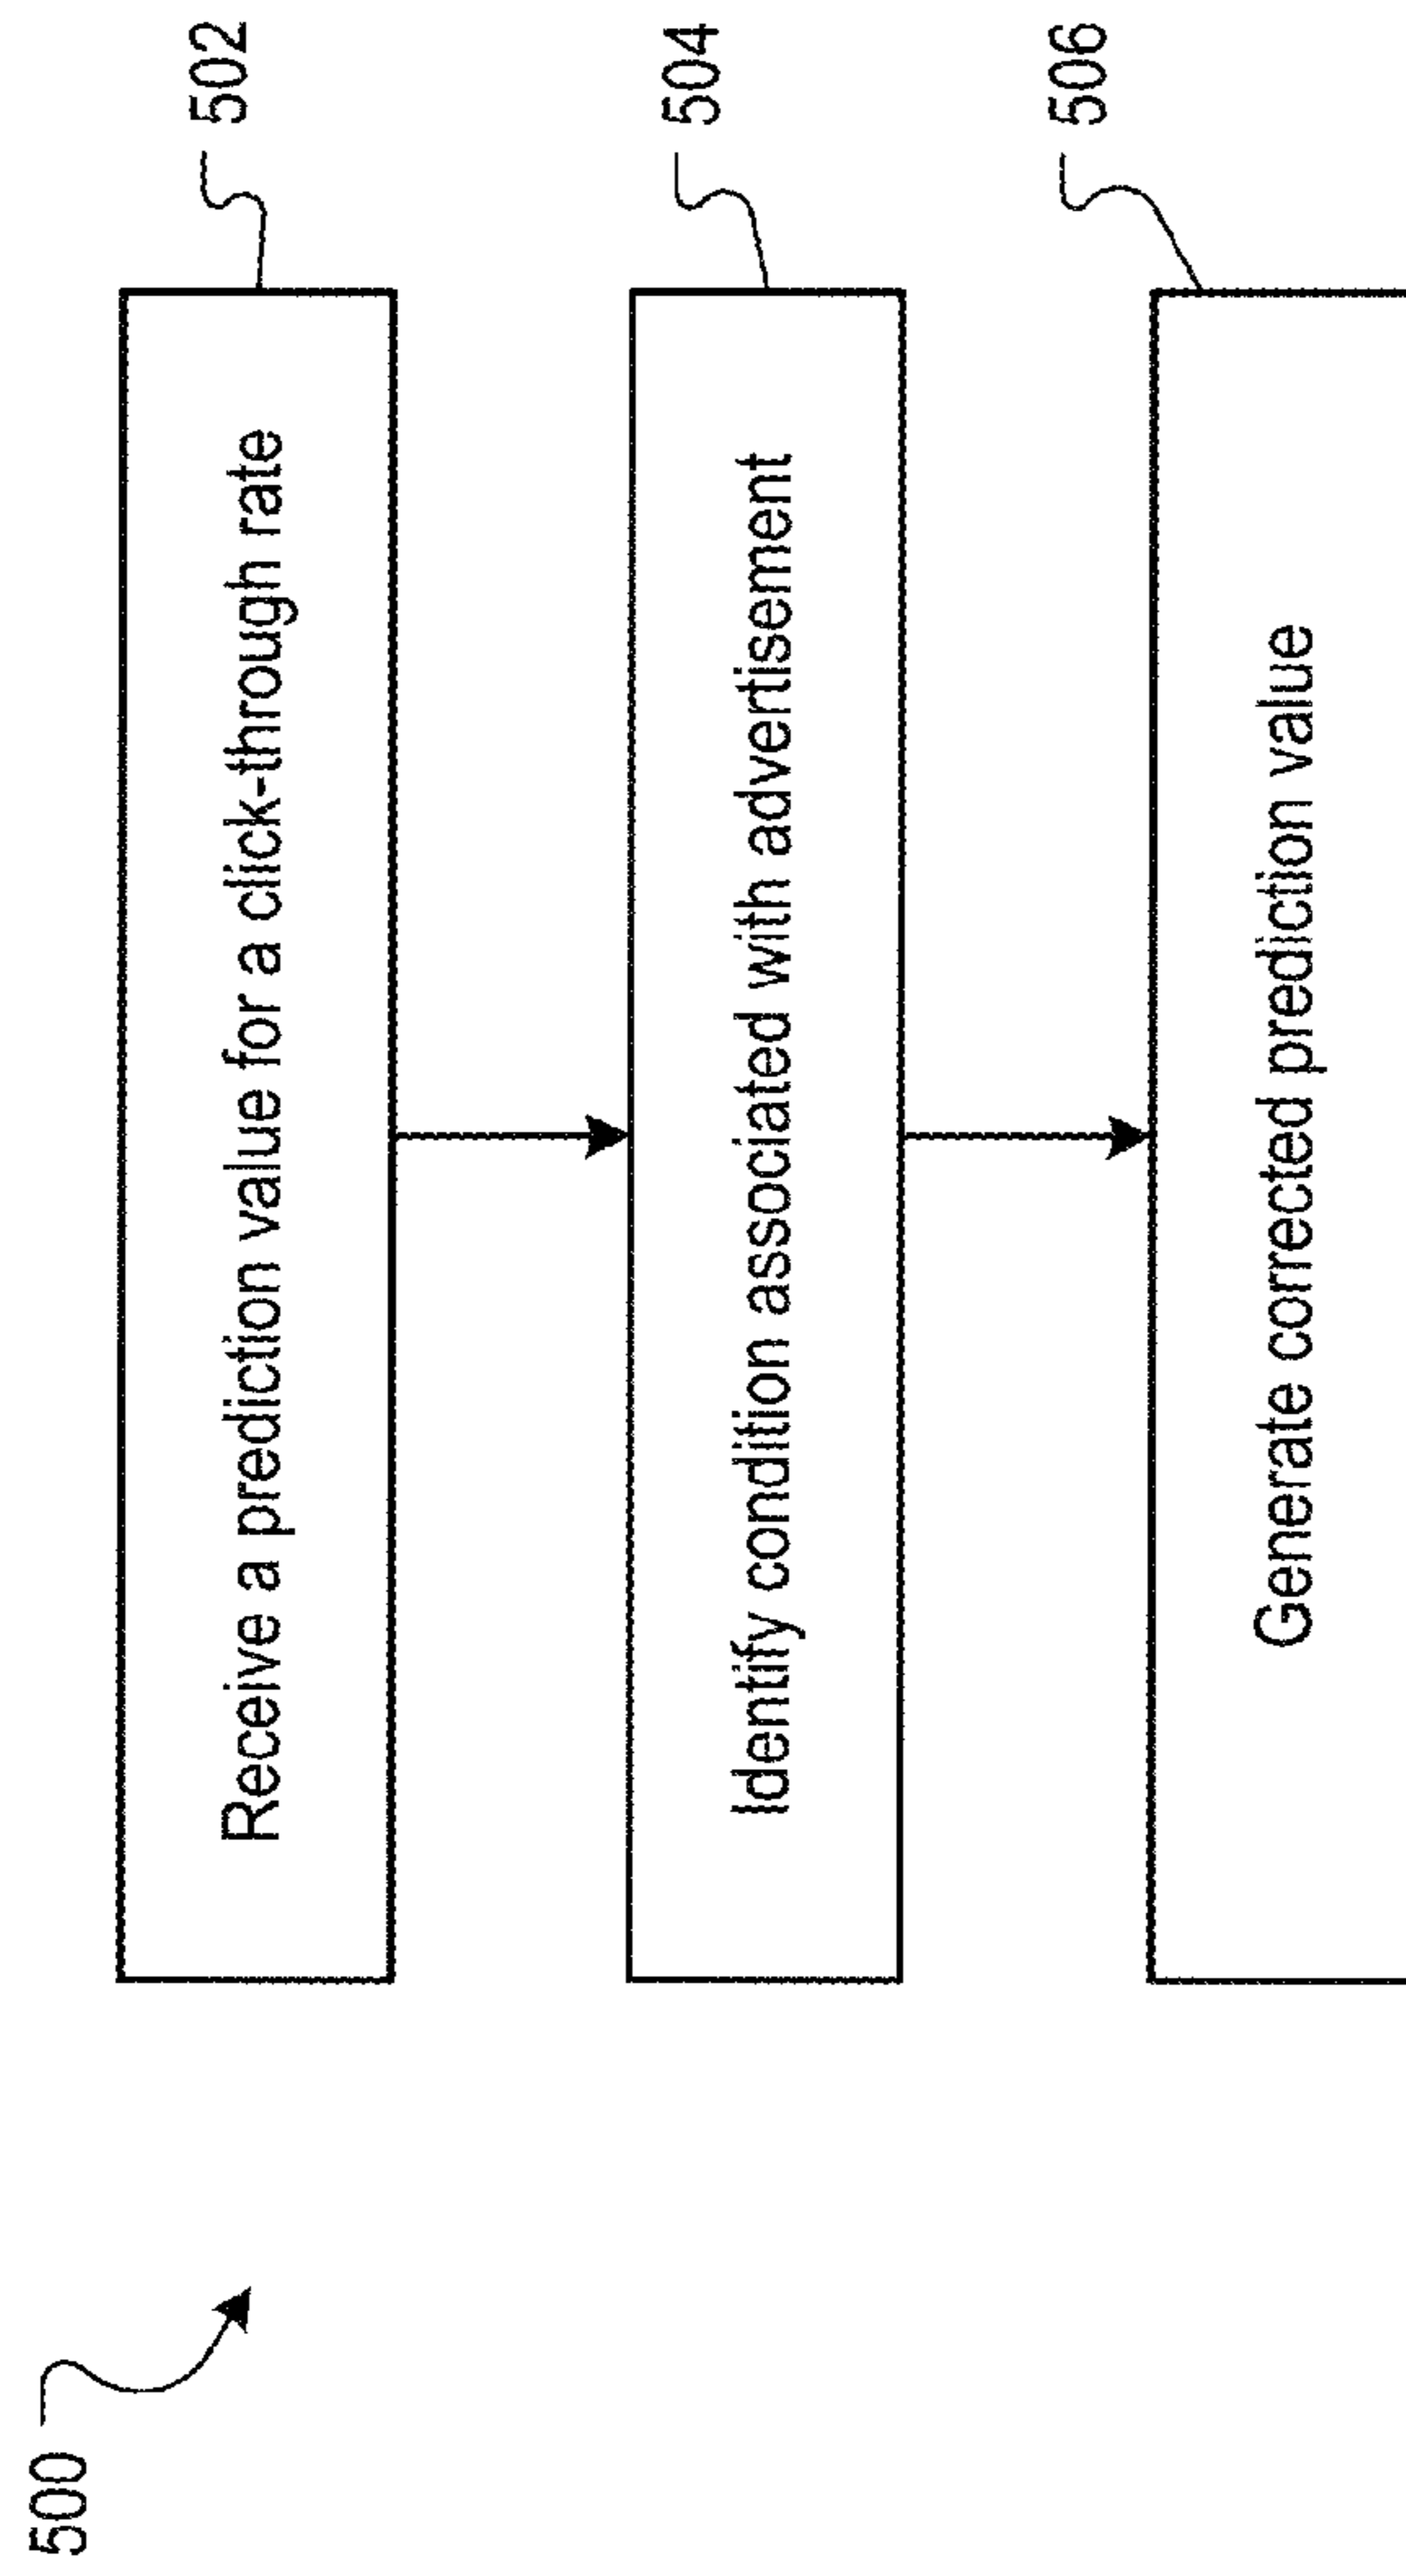 500
Receive a prediction value for a click-through rate
502
Identify condition associated with advertisement
504
Generate corrected prediction value
506